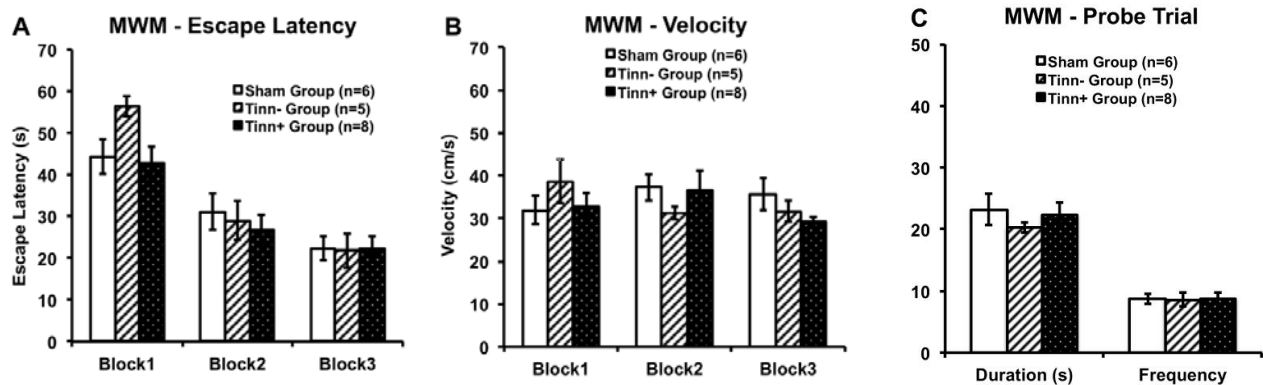 A
MWM - Escape Latency
Escape Latency (s)
70
60
50
40
30
20
10
0
Sham Group (n=6)
Tinn- Group (n=5)
Tinn+ Group (n=8)
Block1 Block2 Block3
B
MWM - Velocity
Velocity (cm/s)
70
60
50
40
30
20
10
0
Sham Group (n=6)
Tinn- Group(n=5)
Tinn+ Group (n=8)
Block1 Block2 Block3
C
MWM - Probe Trial
50
40
30
20
10
0
Sham Group (n=6)
Tinn- Group (n=5)
Tinn+ Group (n=8)
Duration (s) Frequency